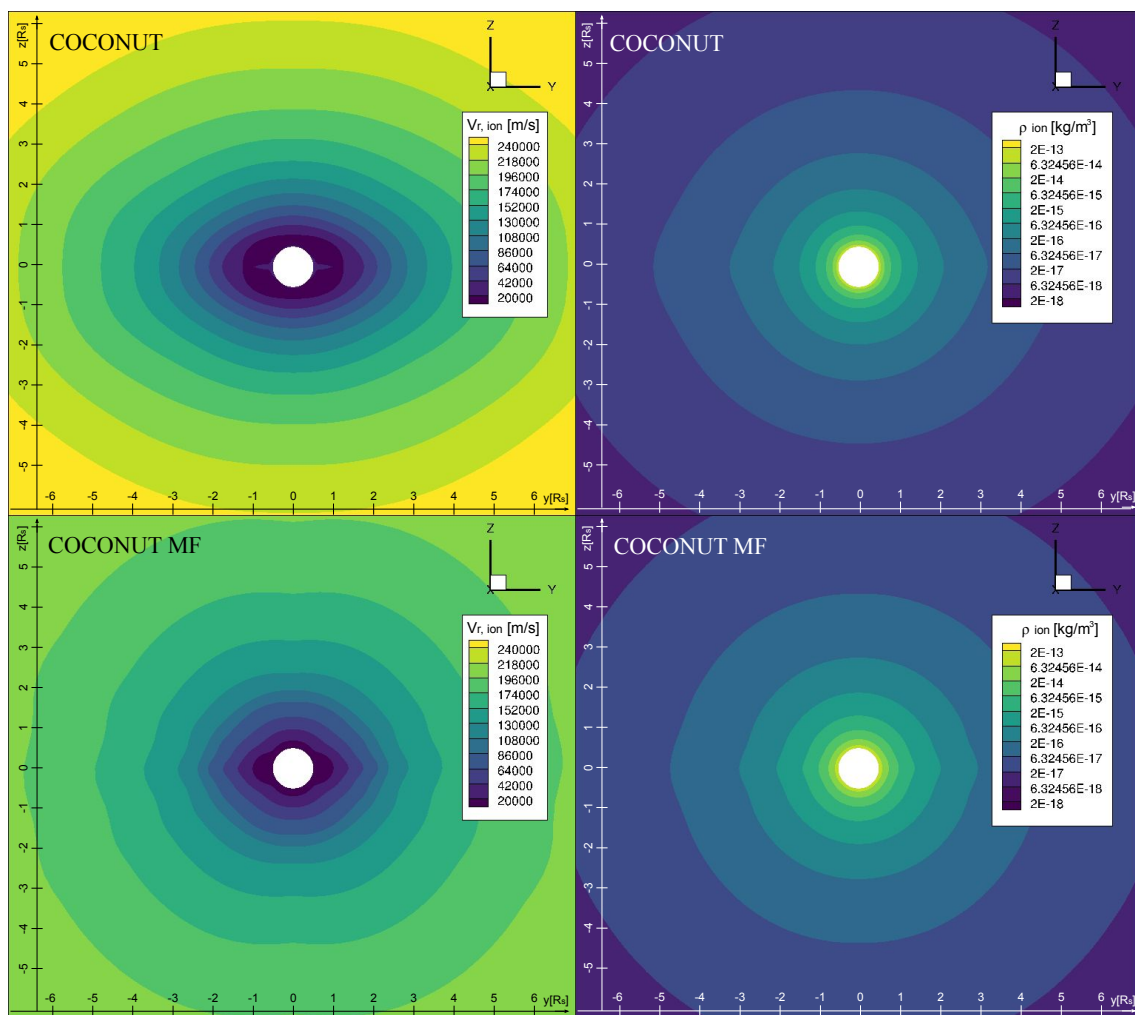 COCONUT
z[Rs]
5
4
3
2
1
0
-1
-2
-3
-4
-5
-6 -5 -4 -3 -2 -1 0 1 2 3 4 5 6 y[Rs]
Z
X Y
Vr, ion [m/s]
240000
218000
196000
174000
152000
130000
108000
86000
64000
42000
20000
COCONUT
z[Rs]
5
4
3
2
1
0
-1
-2
-3
-4
-5
-6 -5 -4 -3 -2 -1 0 1 2 3 4 5 6 y[Rs]
Z
X Y
ρ ion [kg/m³]
2E-13
6.32456E-14
2E-14
6.32456E-15
2E-15
6.32456E-16
2E-16
6.32456E-17
2E-17
6.32456E-18
2E-18
COCONUT MF
z[Rs]
5
4
3
2
1
0
-1
-2
-3
-4
-5
-6 -5 -4 -3 -2 -1 0 1 2 3 4 5 6 y[Rs]
Z
X Y
Vr, ion [m/s]
240000
218000
196000
174000
152000
130000
108000
86000
64000
42000
20000
COCONUT MF
z[Rs]
5
4
3
2
1
0
-1
-2
-3
-4
-5
-6 -5 -4 -3 -2 -1 0 1 2 3 4 5 6 y[Rs]
Z
X Y
ρ ion [kg/m³]
2E-13
6.32456E-14
2E-14
6.32456E-15
2E-15
6.32456E-16
2E-16
6.32456E-17
2E-17
6.32456E-18
2E-18